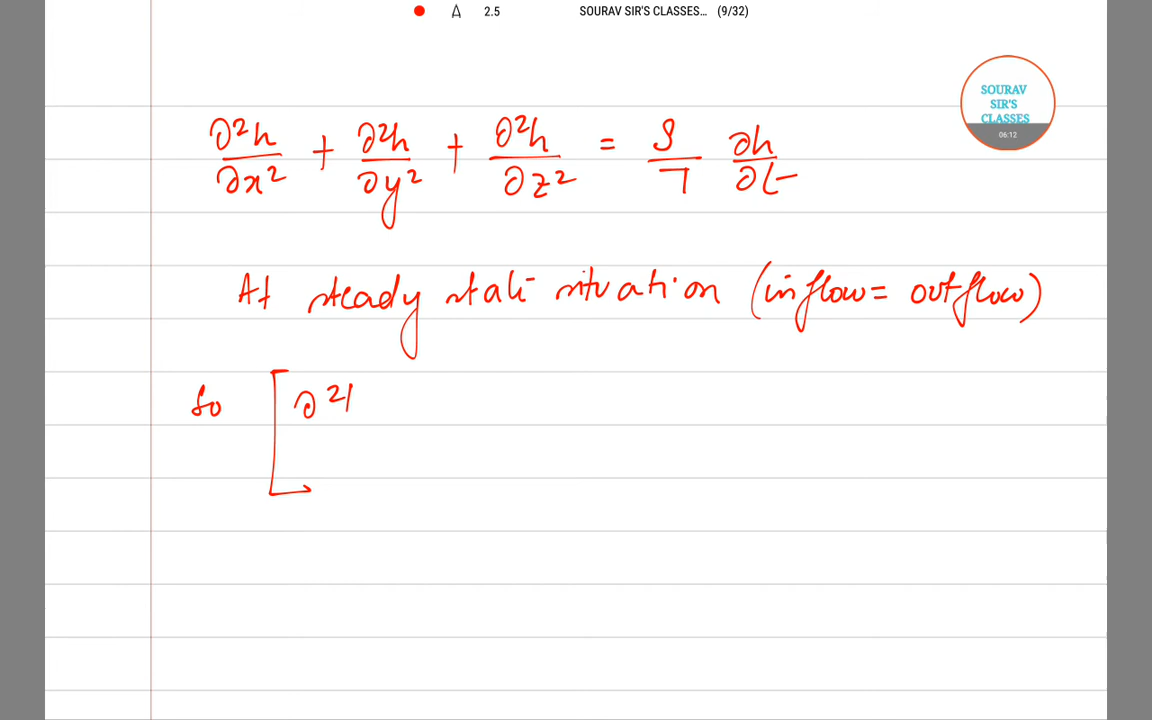 2.5 SOURAV SIR'S CLASSES... (9/32)
SOURAV
SIR'S
CLASSES
06:12
∂²h/∂x² + ∂²h/∂y² + ∂²h/∂z² = S/T ∂h/∂t
At steady state situation (inflow = outflow)
So [ ∂2